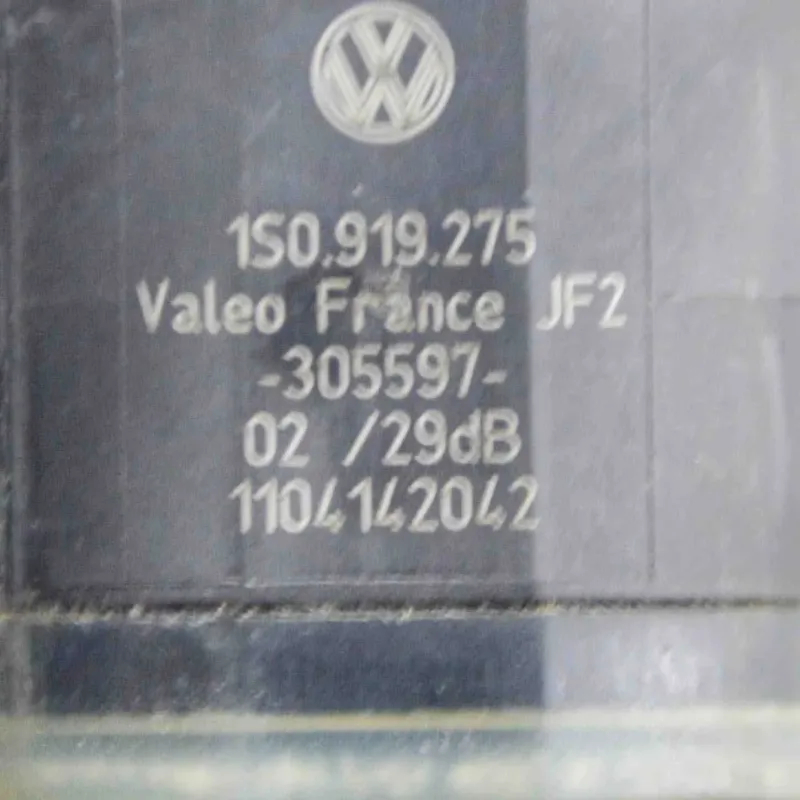 1S0.919.275
Valeo France JF2
-305597-
02 /29dB
1104142042